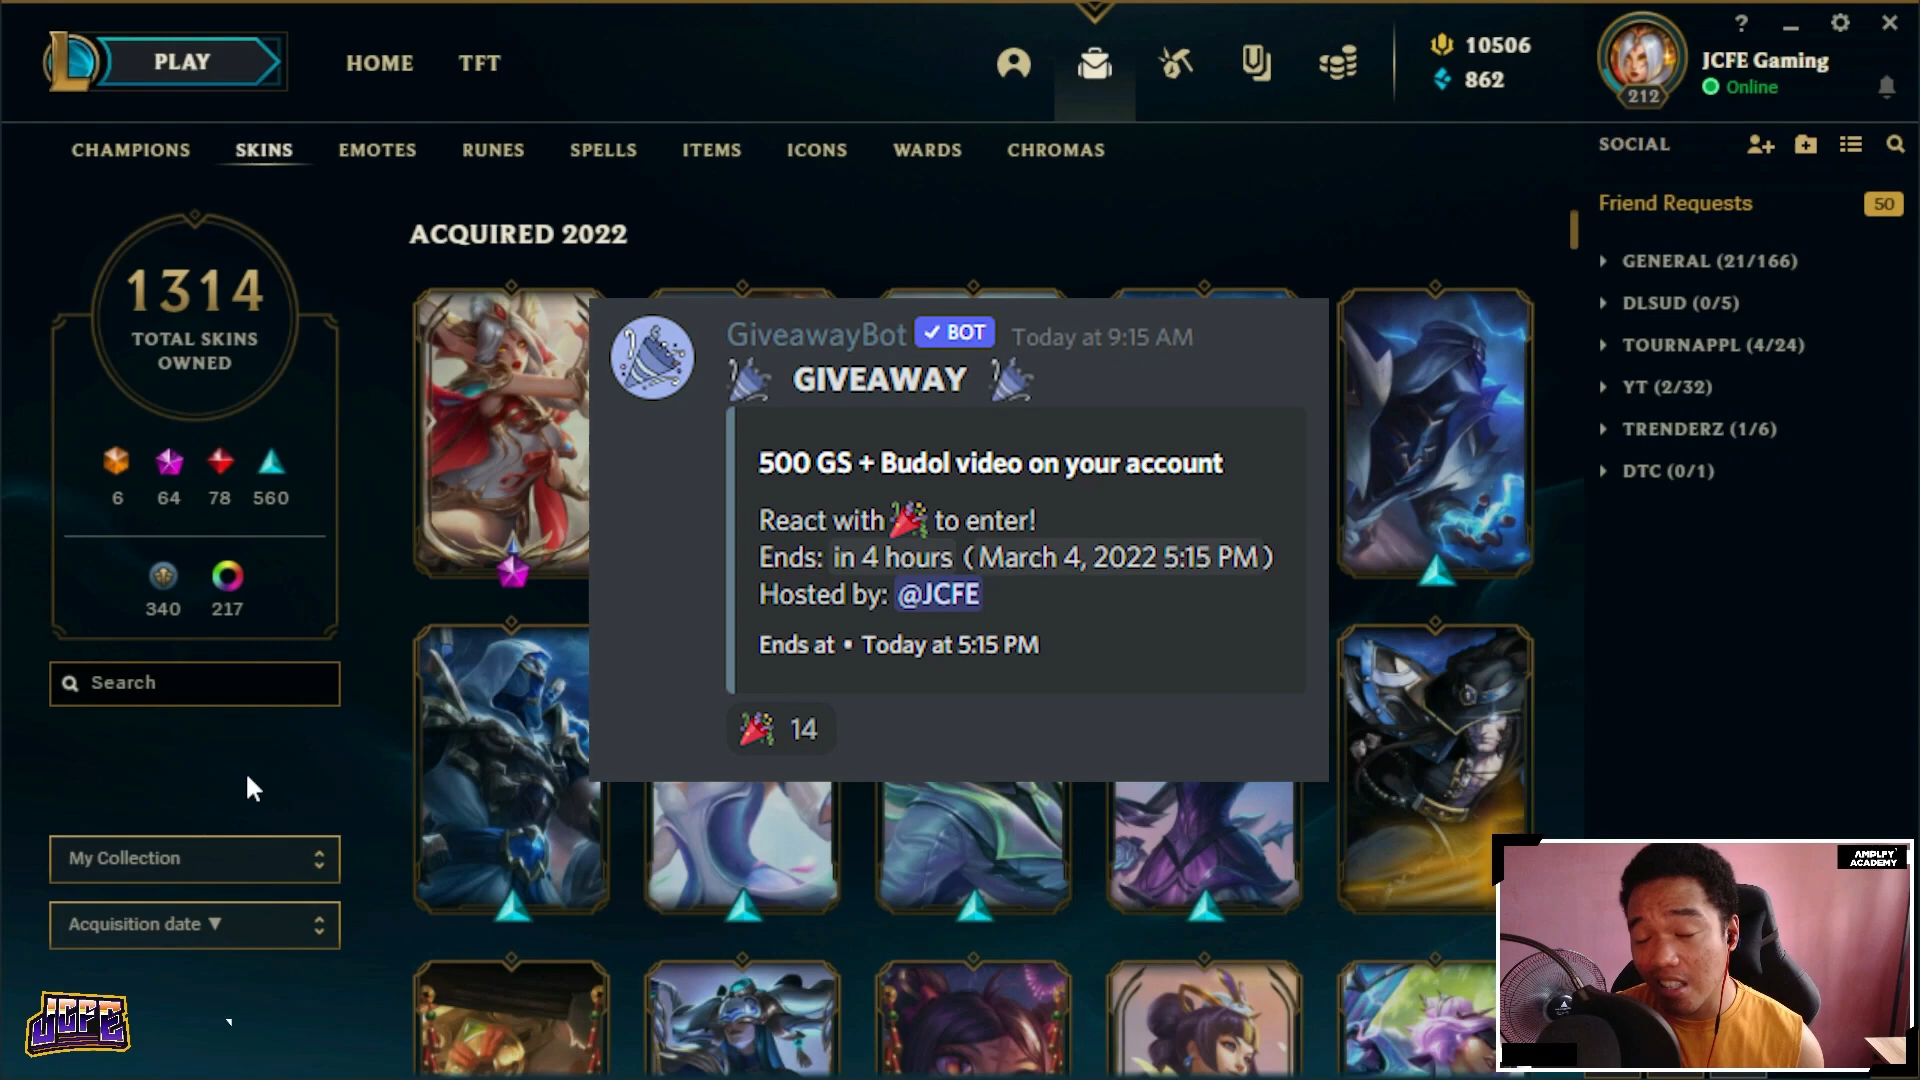 PLAY
HOME
TFT
10506
862
212
JCFE Gaming
Online
CHAMPIONS
SKINS
EMOTES
RUNES
SPELLS
ITEMS
ICONS
WARDS
CHROMAS
SOCIAL
Friend Requests
50
GENERAL (21/166)
DLSUD (0/5)
TOURNAPPL (4/24)
YT (2/32)
TRENDERZ (1/6)
DTC (0/1)
1314
TOTAL SKINS
OWNED
6
64
78
560
340
217
Search
My Collection
Acquisition date ▼
ACQUIRED 2022
GiveawayBot
✓ BOT
Today at 9:15 AM
🎉 GIVEAWAY 🎉
500 GS + Budol video on your account
React with 🎉 to enter!
Ends: in 4 hours (March 4, 2022 5:15 PM)
Hosted by: @JCFE
Ends at • Today at 5:15 PM
🎉 14
JCFE
AMPLFY
ACADEMY